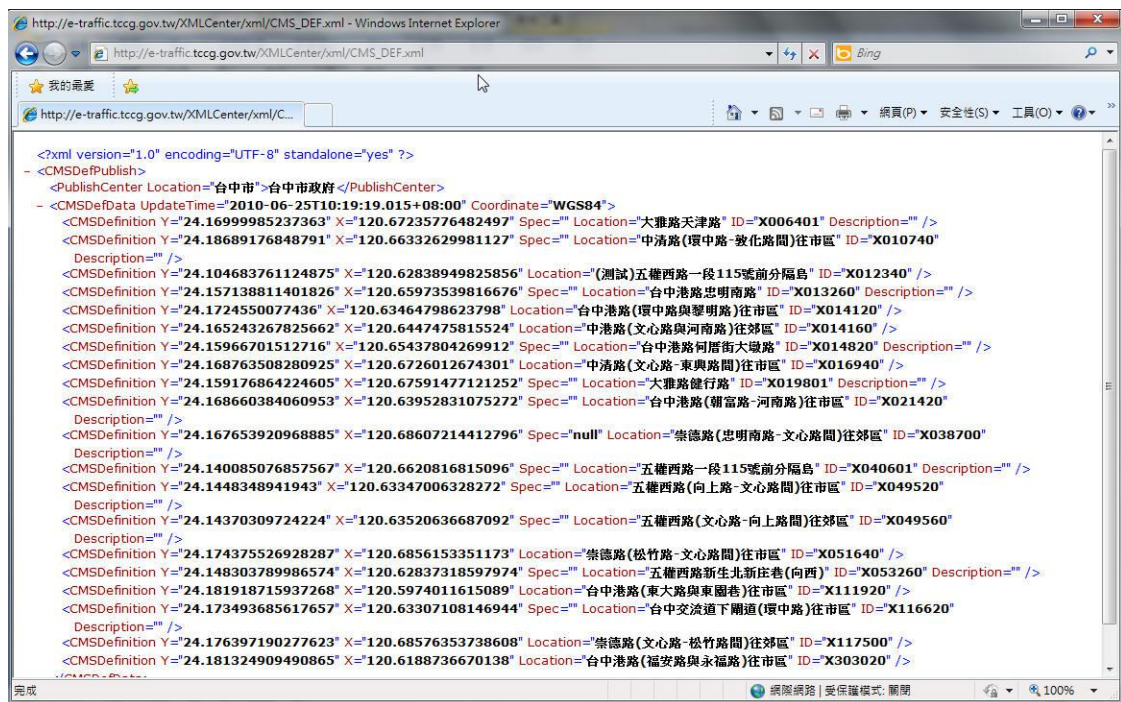 http://e-traffic.tccg.gov.tw/XMLCenter/xml/CMS_DEF.xml - Windows Internet Explorer
http://e-traffic.tccg.gov.tw/XMLCenter/xml/CMS_DEF.xml
Bing
我的最愛
http://e-traffic.tccg.gov.tw/XMLCenter/xml/C...
網頁(P) 安全性(S) 工具(O)
<?xml version="1.0" encoding="UTF-8" standalone="yes" ?>
- <CMSDefPublish>
<PublishCenter Location="台中市">台中市政府</PublishCenter>
- <CMSDefData UpdateTime="2010-06-25T10:19:19.015+08:00" Coordinate="WGS84">
<CMSDefinition Y="24.16999985237363" X="120.67235776482497" Spec="" Location="大雅路天津路" ID="X006401" Description="" />
<CMSDefinition Y="24.18689176848791" X="120.66332629981127" Spec="" Location="中清路(環中路-敦化路間)往市區" ID="X010740"
Description="" />
<CMSDefinition Y="24.104683761124875" X="120.62838949825856" Location="(測試)五權西路一段115號前分隔島" ID="X012340" />
<CMSDefinition Y="24.157138811401826" X="120.65973539816676" Spec="" Location="台中港路忠明南路" ID="X013260" Description="" />
<CMSDefinition Y="24.1724550077436" X="120.63464798623798" Location="台中港路(環中路與黎明路)往市區" ID="X014120" />
<CMSDefinition Y="24.165243267825662" X="120.6447475815524" Location="中港路(文心路與河南路)往郊區" ID="X014160" />
<CMSDefinition Y="24.15966701512716" X="120.65437804269912" Spec="" Location="台中港路何厝街大墩路" ID="X014820" Description="" />
<CMSDefinition Y="24.168763508280925" X="120.6726012674301" Location="中清路(文心路-東興路間)往市區" ID="X016940" />
<CMSDefinition Y="24.159176864224605" X="120.67591477121252" Spec="" Location="大雅路健行路" ID="X019801" Description="" />
<CMSDefinition Y="24.168660384060953" X="120.63952831075272" Spec="" Location="台中港路(朝富路-河南路)往市區" ID="X021420"
Description="" />
<CMSDefinition Y="24.167653920968885" X="120.68607214412796" Spec="null" Location="崇德路(忠明南路-文心路間)往郊區" ID="X038700"
Description="" />
<CMSDefinition Y="24.140085076857567" X="120.6620816815096" Spec="" Location="五權西路一段115號前分隔島" ID="X040601" Description="" />
<CMSDefinition Y="24.1448348941943" X="120.63347006328272" Spec="" Location="五權西路(向上路-文心路間)往市區" ID="X049520"
Description="" />
<CMSDefinition Y="24.14370309724224" X="120.63520636687092" Spec="" Location="五權西路(文心路-向上路間)往郊區" ID="X049560"
Description="" />
<CMSDefinition Y="24.174375526928287" X="120.6856153351173" Location="崇德路(松竹路-文心路間)往市區" ID="X051640" />
<CMSDefinition Y="24.148303789986574" X="120.62837318597974" Spec="" Location="五權西路新生北新庄巷(向西)" ID="X053260" Description="" />
<CMSDefinition Y="24.181918715937268" X="120.5974011615089" Location="台中港路(東大路與東園巷)往市區" ID="X111920" />
<CMSDefinition Y="24.173493685617657" X="120.63307108146944" Spec="" Location="台中交流道下閘道(環中路)往市區" ID="X116620"
Description="" />
<CMSDefinition Y="24.176397190277623" X="120.68576353738608" Location="崇德路(文心路-松竹路間)往郊區" ID="X117500" />
<CMSDefinition Y="24.181324909490865" X="120.6188736670138" Location="台中港路(福安路與永福路)往市區" ID="X303020" />
完成
網際網路 | 受保護模式: 關閉
100%